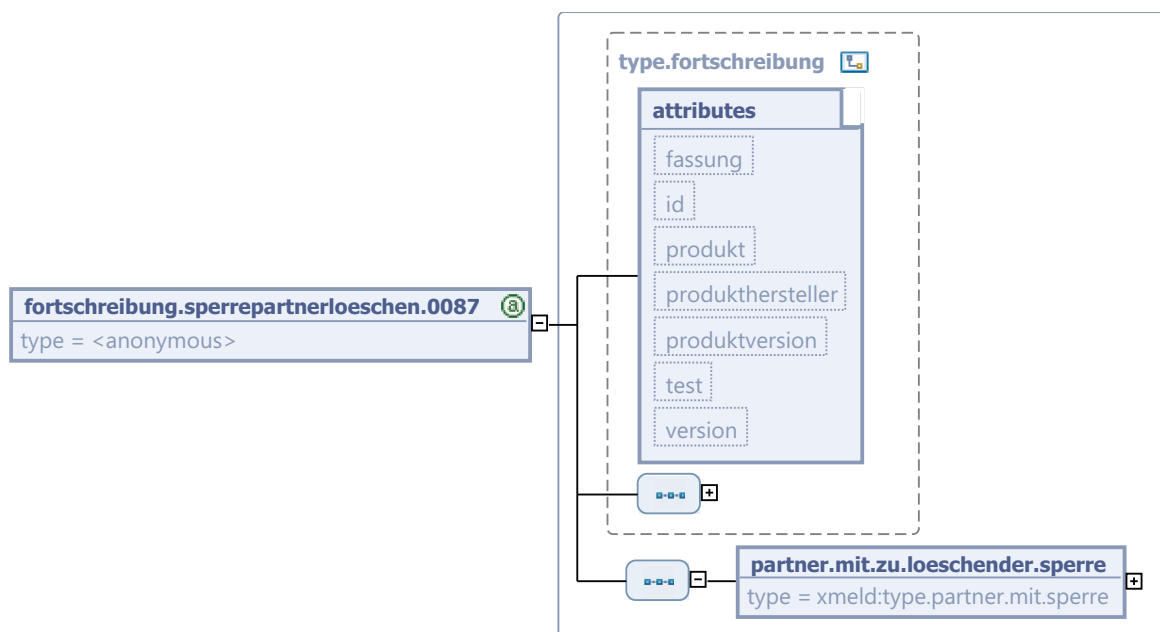 type.fortschreibung
attributes
fassung
id
produkt
produkthersteller
produktversion
test
version
fortschreibung.sperrepartnerloeschen.0087 @
type = <anonymous>
partner.mit.zu.loeschender.sperre
type = xmeld:type.partner.mit.sperre